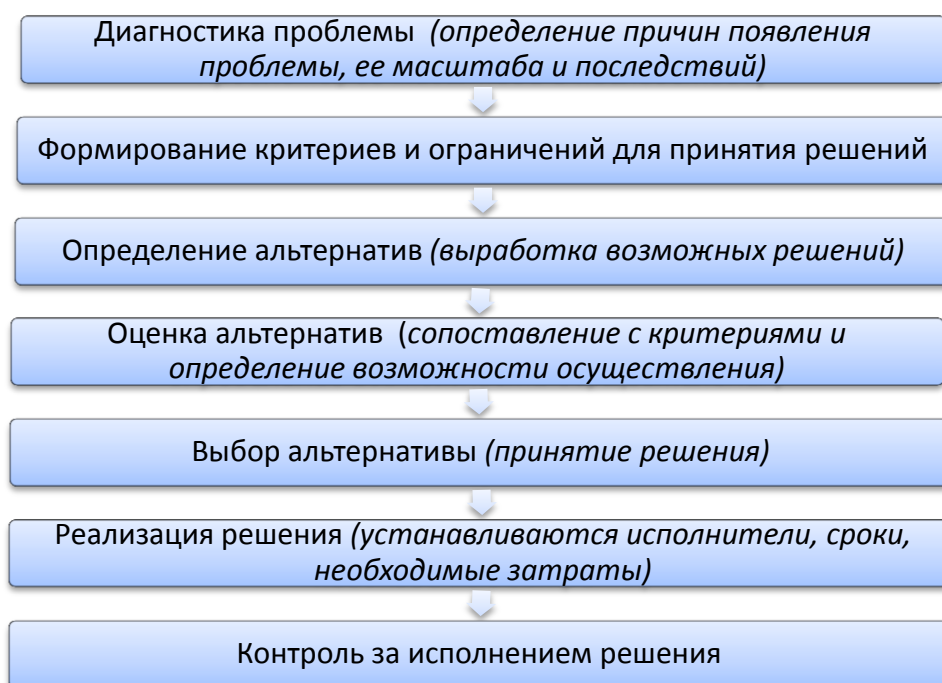 Диагностика проблемы (определение причин появления
проблемы, ее масштаба и последствий)
Формирование критериев и ограничений для принятия решений
Определение альтернатив (выработка возможных решений)
Оценка альтернатив (сопоставление с критериями и
определение возможности осуществления)
Выбор альтернативы (принятие решения)
Реализация решения (устанавливаются исполнители, сроки,
необходимые затраты)
Контроль за исполнением решения